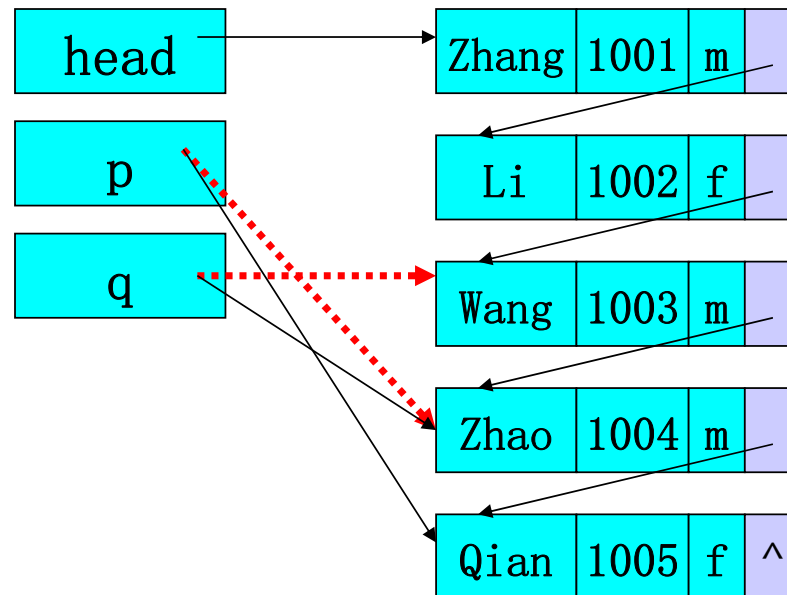 head
Zhang 1001 m
p
Li 1002 f
q
Wang 1003 m
Zhao 1004 m
Qian 1005 f ^